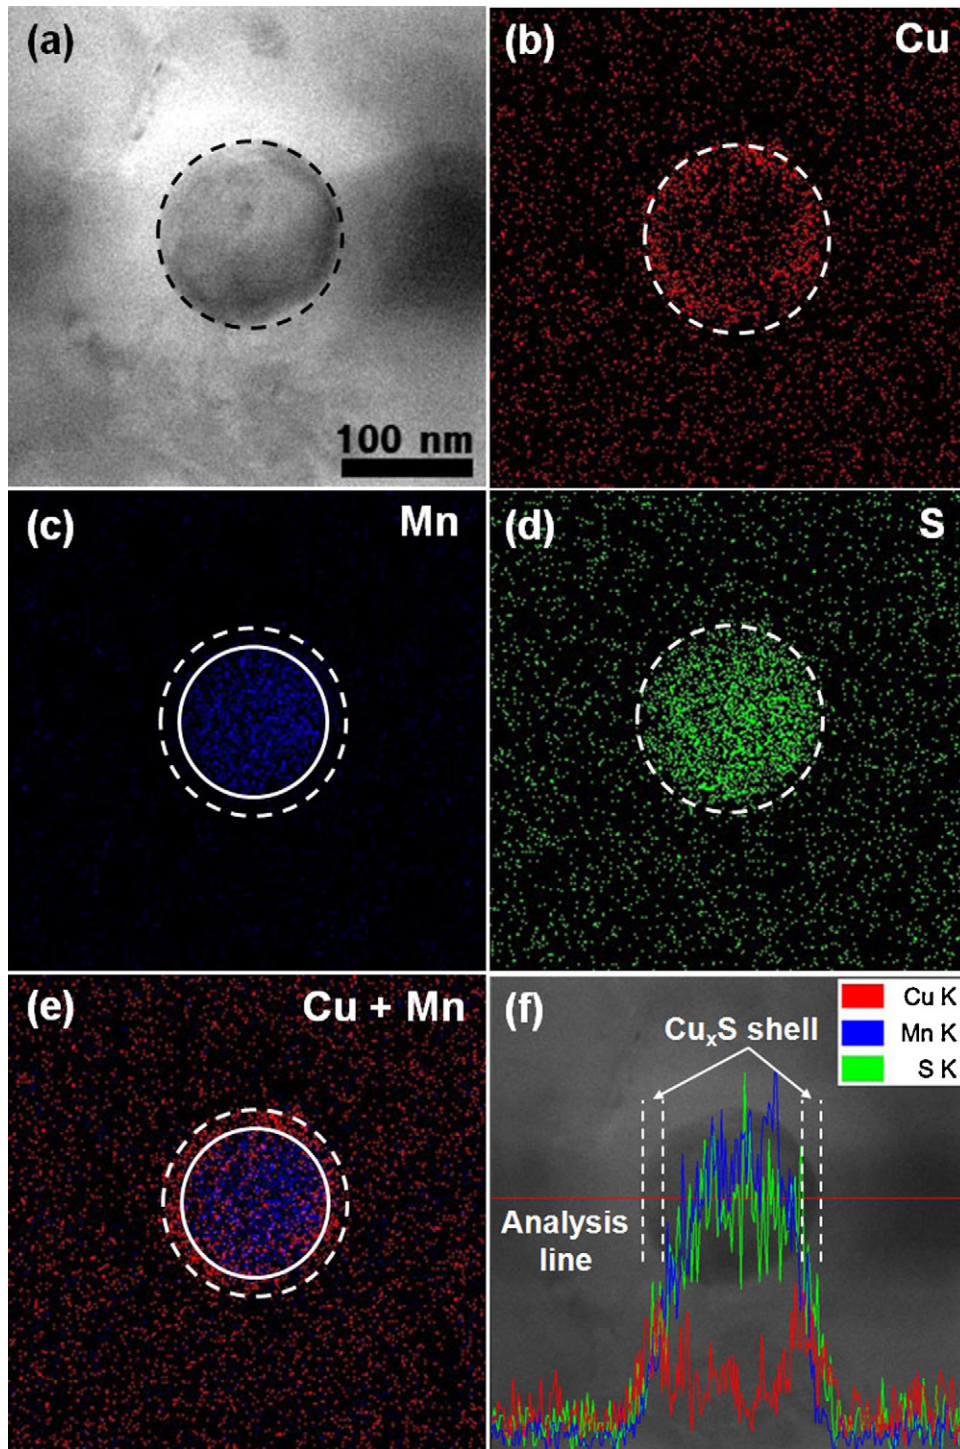 (a)
100 nm
(b)
Cu
(c)
Mn
(d)
S
(e)
Cu + Mn
(f)
Cu K
Mn K
S K
CuₓS shell
Analysis
line